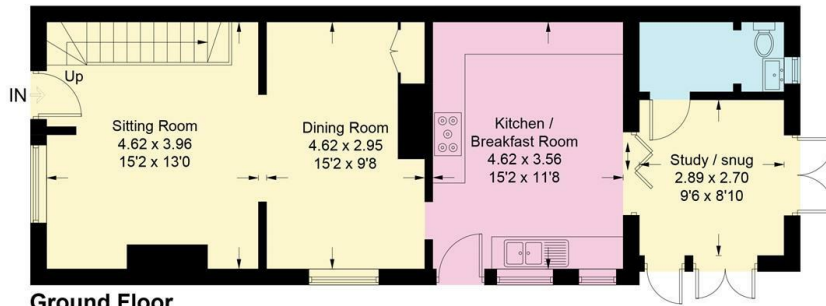 Up
IN
Sitting Room
4.62 x 3.96
15'2 x 13'0
Dining Room
4.62 x 2.95
15'2 x 9'8
Kitchen /
Breakfast Room
4.62 x 3.56
15'2 x 11'8
Study / snug
2.89 x 2.70
9'6 x 8'10
Ground Floor